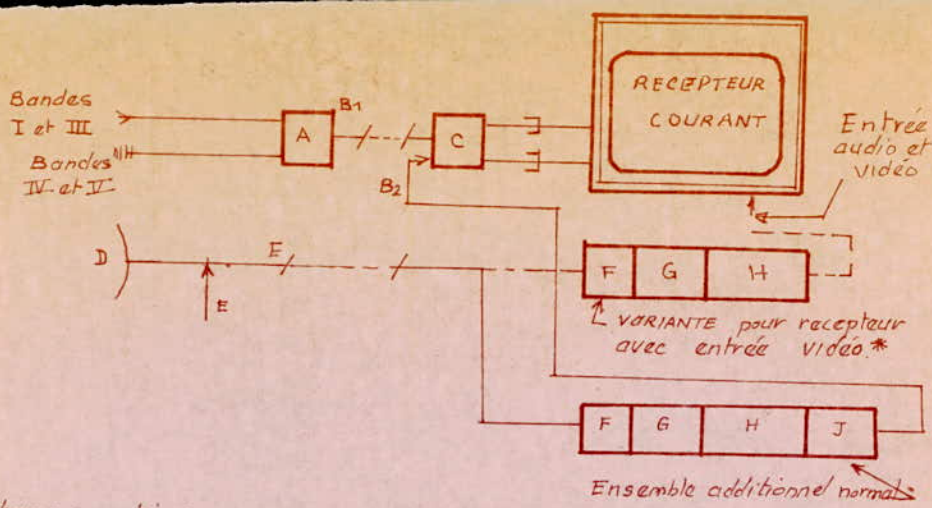 Bandes
I et III
Bandes
IV et V
A
B1
C
B2
RECEPTEUR
COURANT
Entrée
audio et
vidéo
D
E
E
F
G
H
VARIANTE pour recepteur
avec entrée vidéo.*
F
G
H
J
Ensemble additionnel normal.